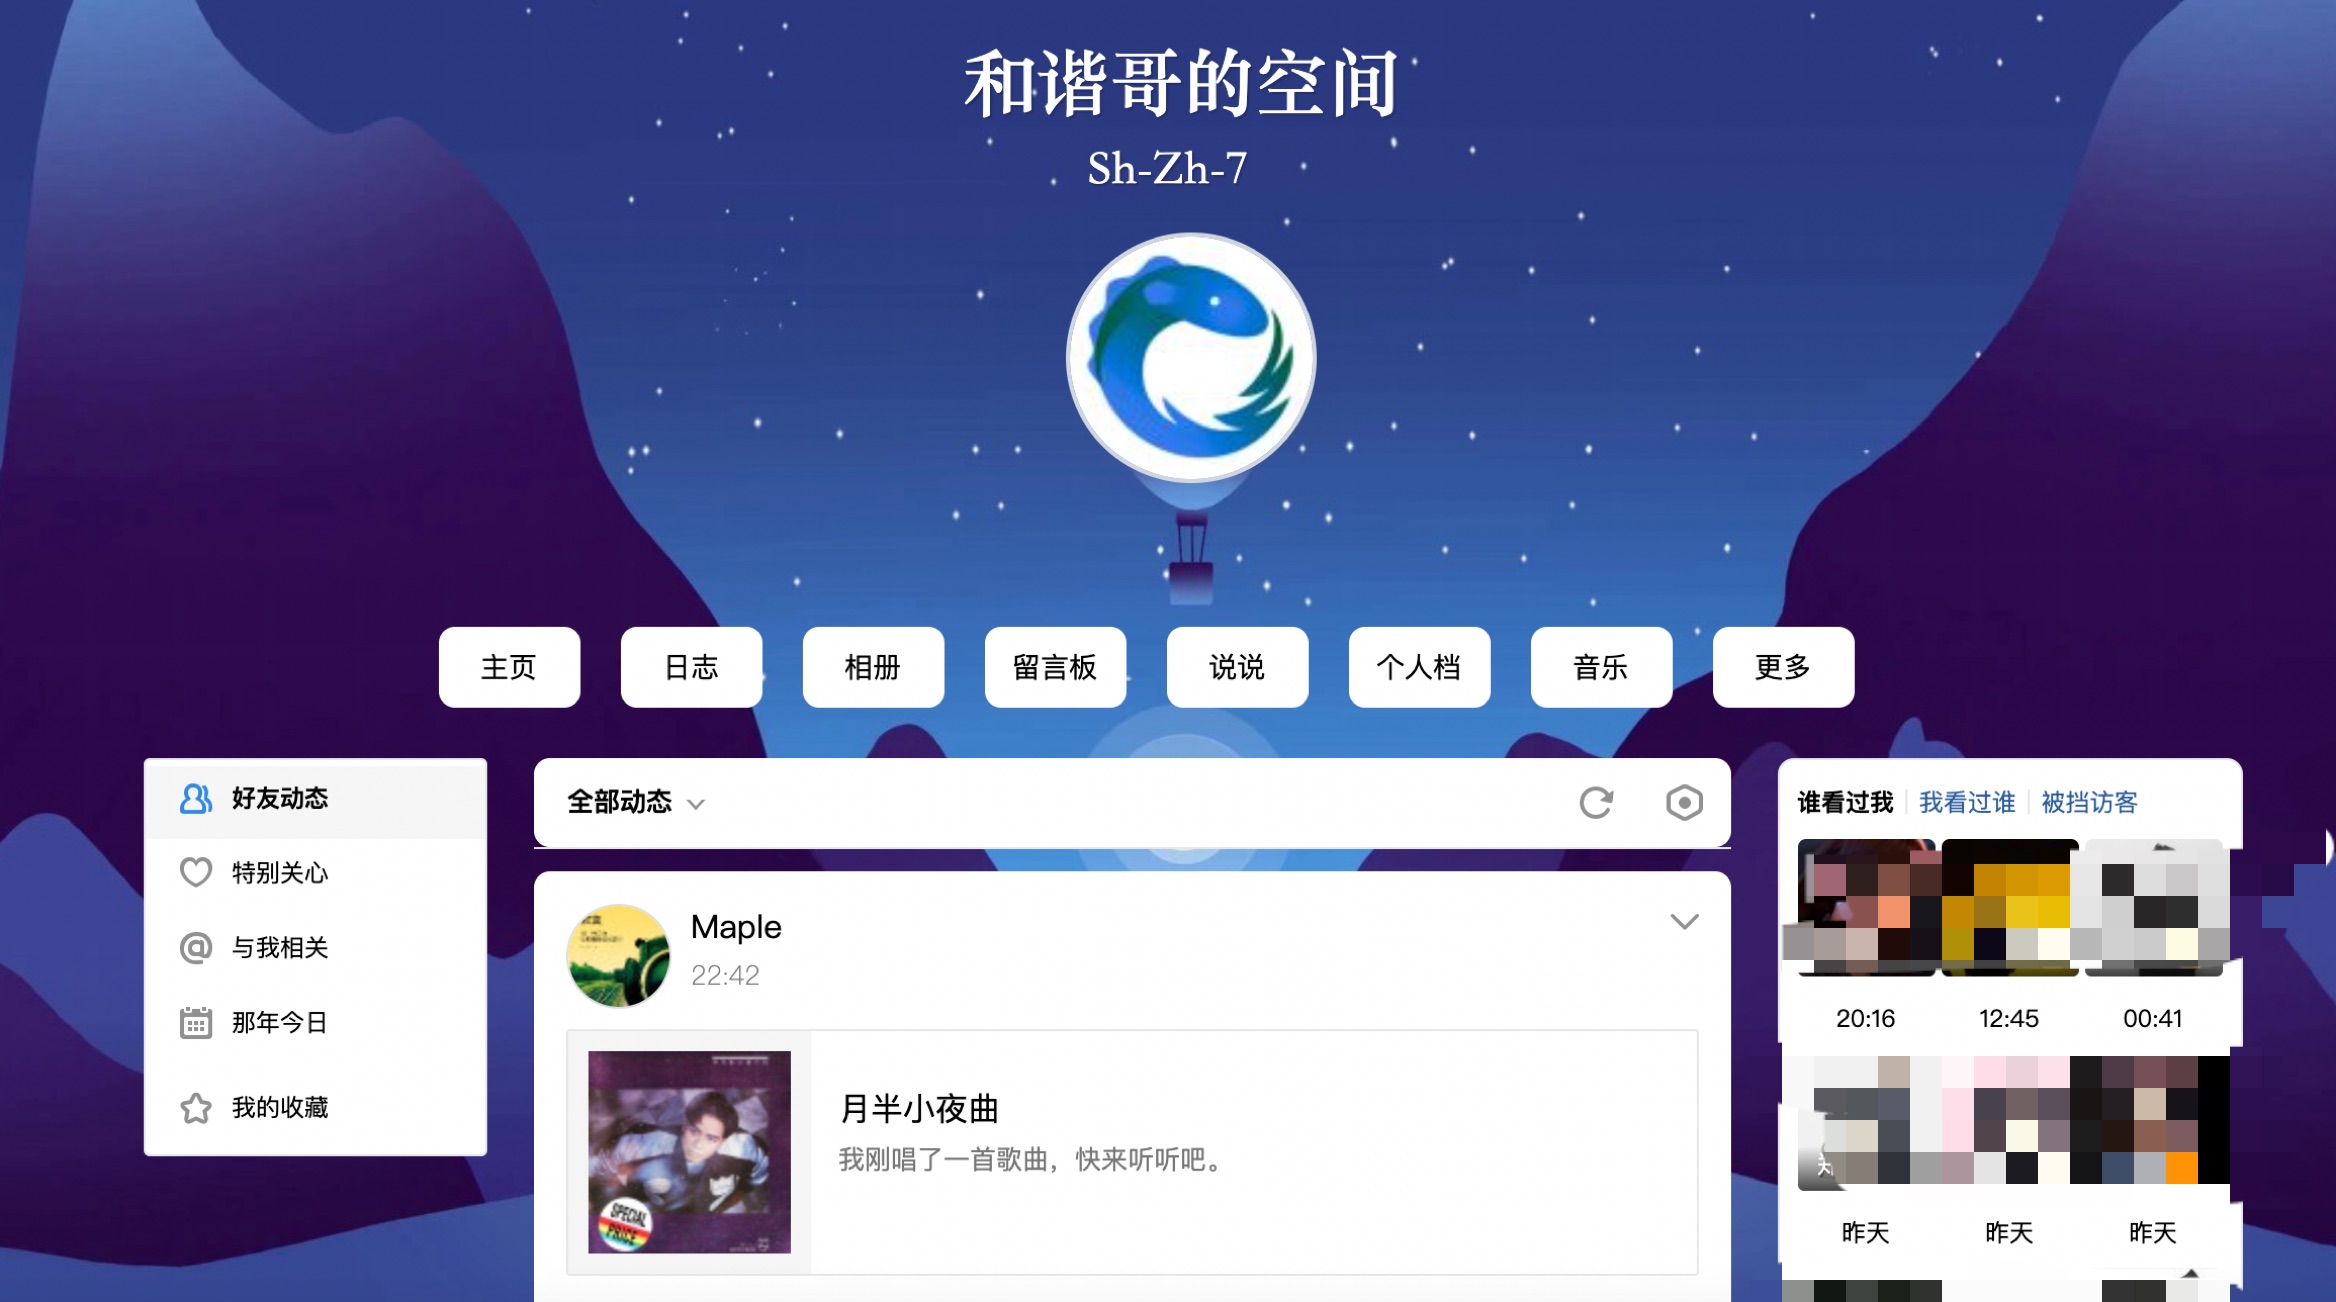 和谐哥的空间
Sh-Zh-7
主页 日志 相册 留言板 说说 个人档 音乐 更多
好友动态
特别关心
与我相关
那年今日
我的收藏
全部动态
Maple
22:42
月半小夜曲
我刚唱了一首歌曲，快来听听吧。
SPECIAL
PRICE
谁看过我 我看过谁 被挡访客
20:16 12:45 00:41
昨天 昨天 昨天